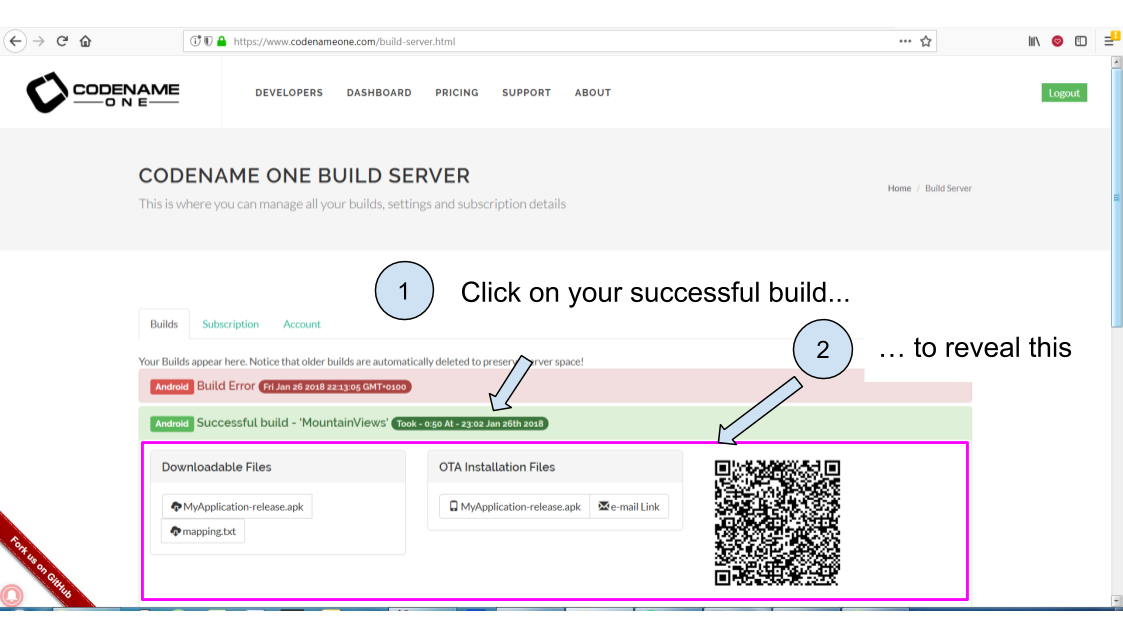 https://www.codenameone.com/build-server.html
CODENAME
ONE
DEVELOPERS DASHBOARD PRICING SUPPORT ABOUT
Logout
CODENAME ONE BUILD SERVER
This is where you can manage all your builds, settings and subscription details
Home / Build Server
1 Click on your successful build...
Builds Subscription Account
2 ... to reveal this
Your Builds appear here. Notice that older builds are automatically deleted to preserve server space!
Android Build Error Fri Jan 26 2018 22:13:05 GMT+0100
Android Successful build - 'MountainViews' Took - 0:50 At - 23:02 Jan 26th 2018
Downloadable Files
MyApplication-release.apk
mapping.txt
OTA Installation Files
MyApplication-release.apk e-mail Link
Fork us on GitHub